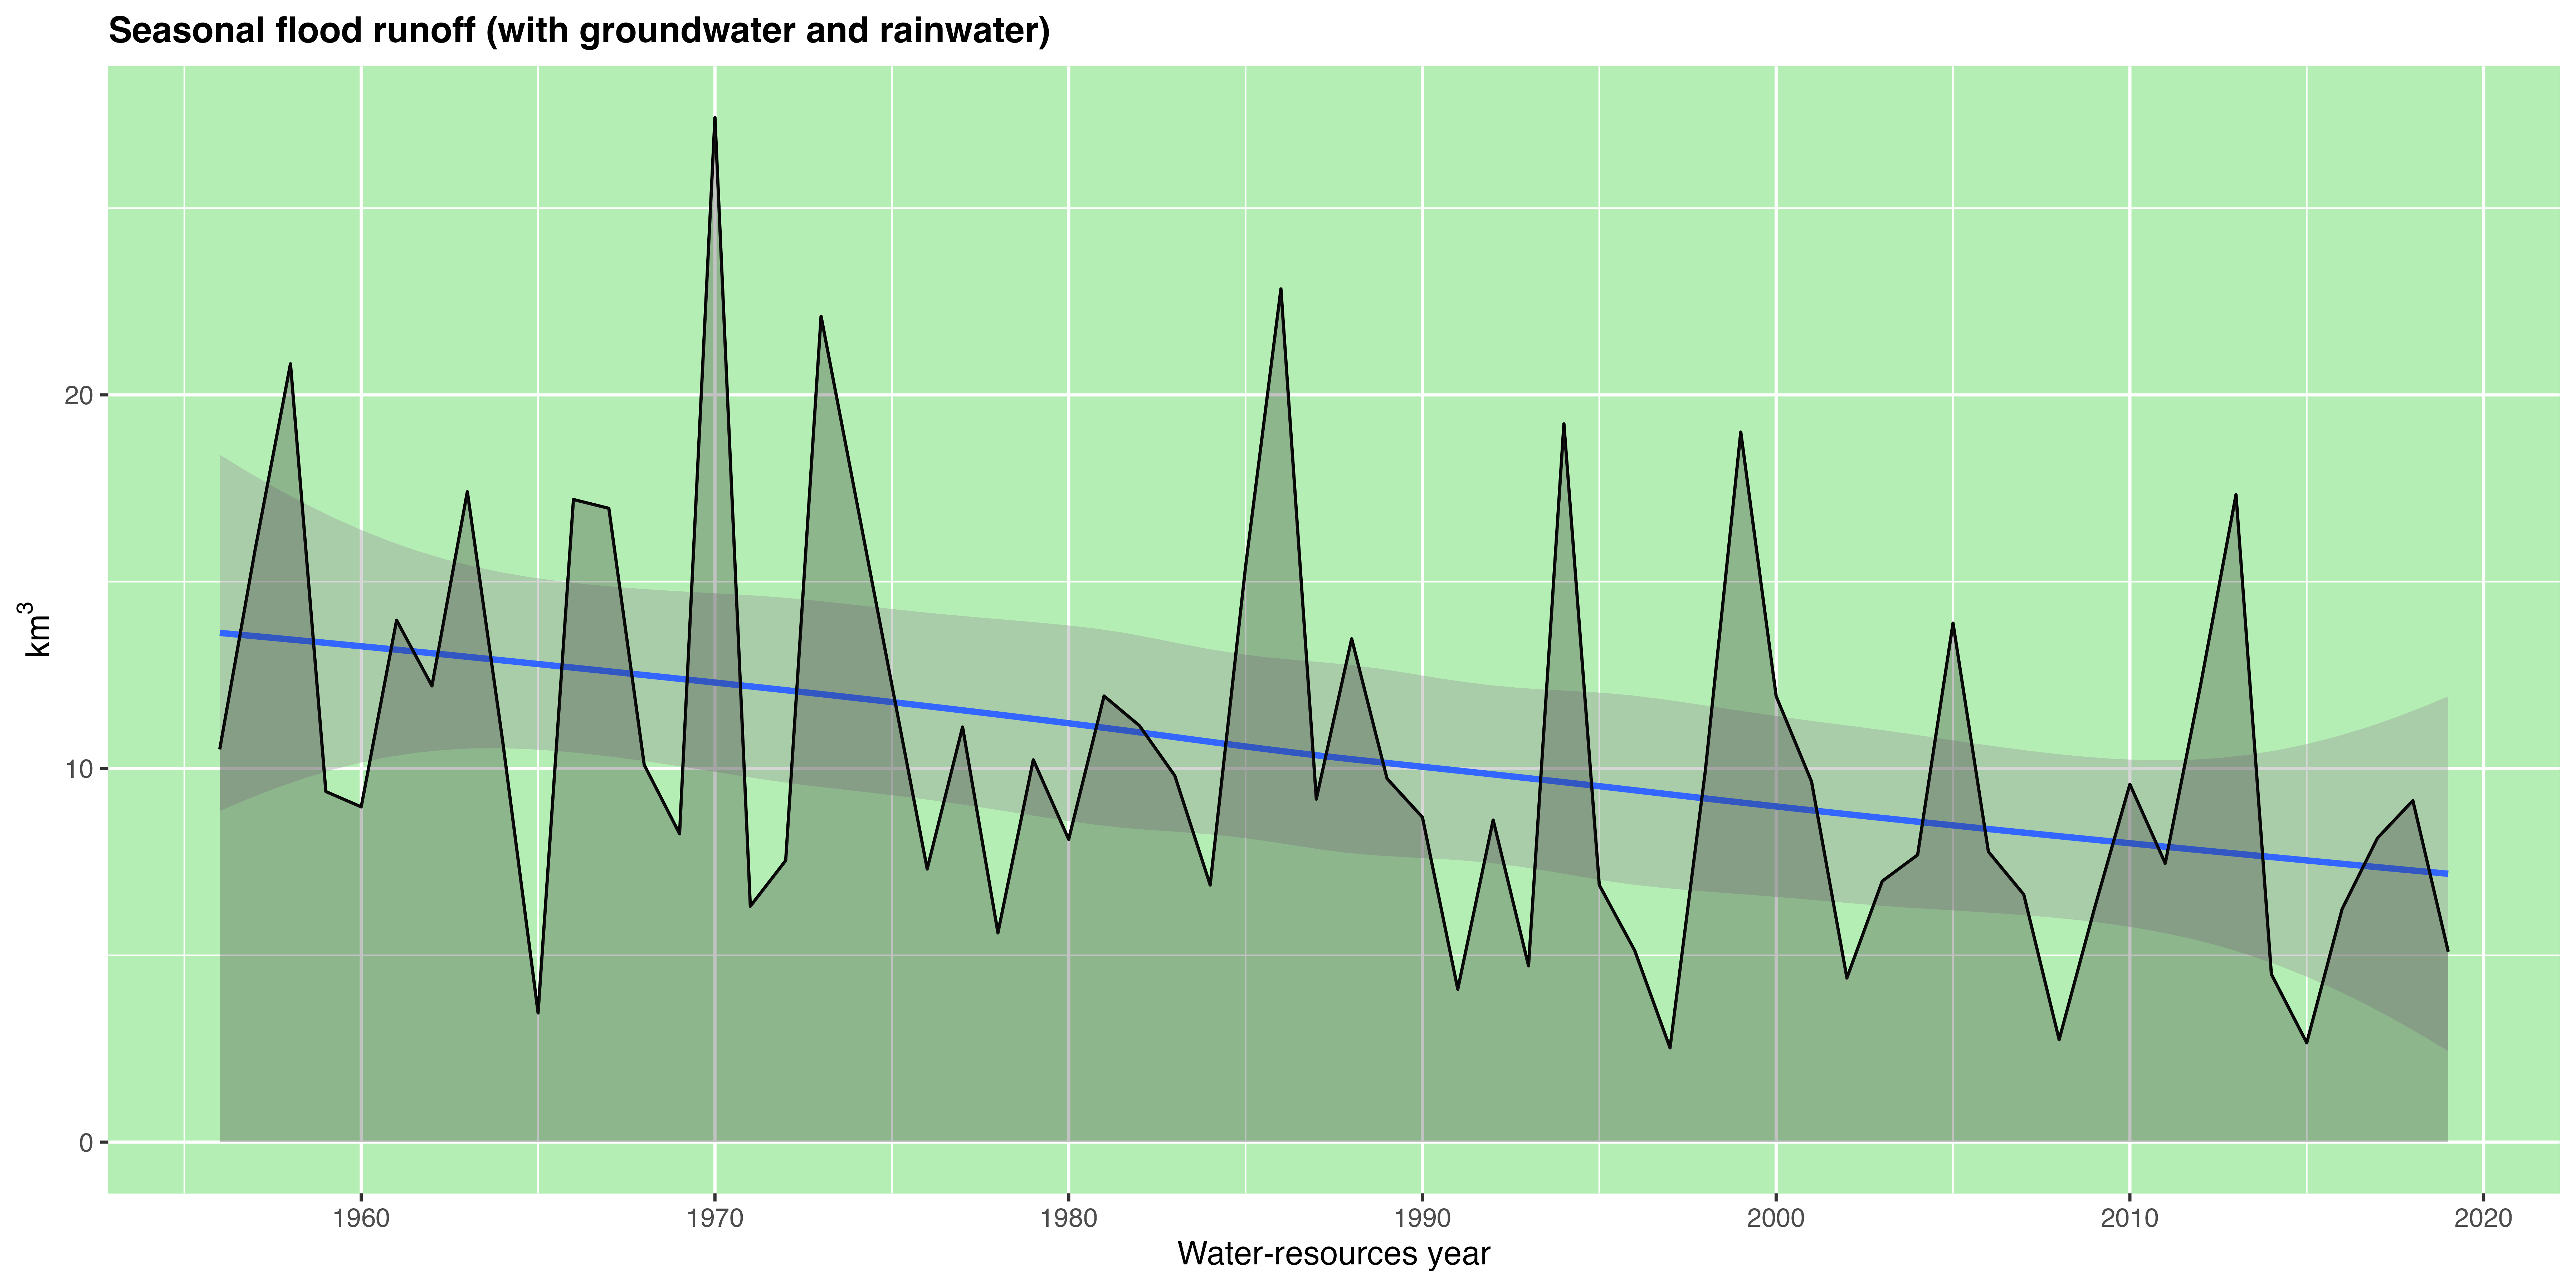 Seasonal flood runoff (with groundwater and rainwater)
km³
20
10
0
1960 1970 1980 1990 2000 2010 2020
Water-resources year